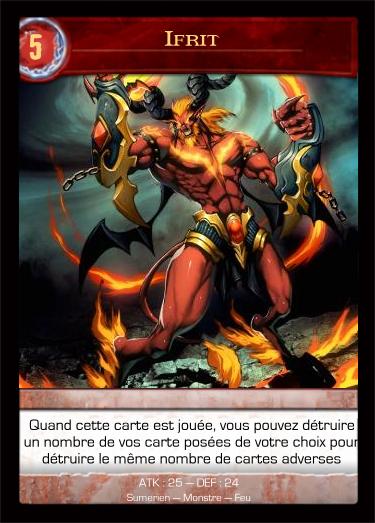 5
Ifrit
Quand cette carte est jouée, vous pouvez détruire
un nombre de vos carte posées de votre choix pour
détruire le même nombre de cartes adverses
ATK : 25 — DEF : 24
Sumerien — Monstre — Feu